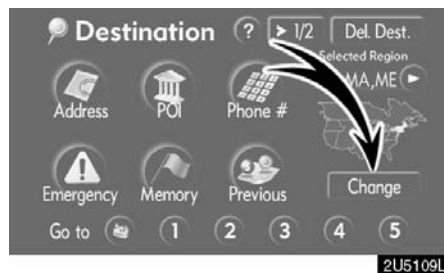 Destination ? 1/2 Del. Dest.
Selected Region
MA,ME
Address POI Phone #
Emergency Memory Previous Change
Go to 1 2 3 4 5
2U5109L